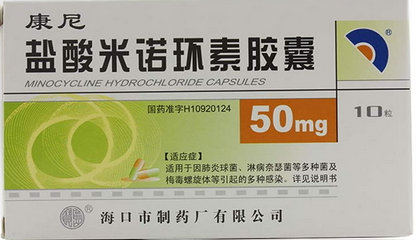 康尼
盐酸米诺环素胶囊
MINOCYCLINE HYDROCHLORIDE CAPSULES
国药准字H10920124
50mg
10粒
【适应症】
适用于因肺炎球菌、淋病奈瑟菌等多种菌及
梅毒螺旋体等引起的多种感染。详见说明书
海口市制药厂有限公司